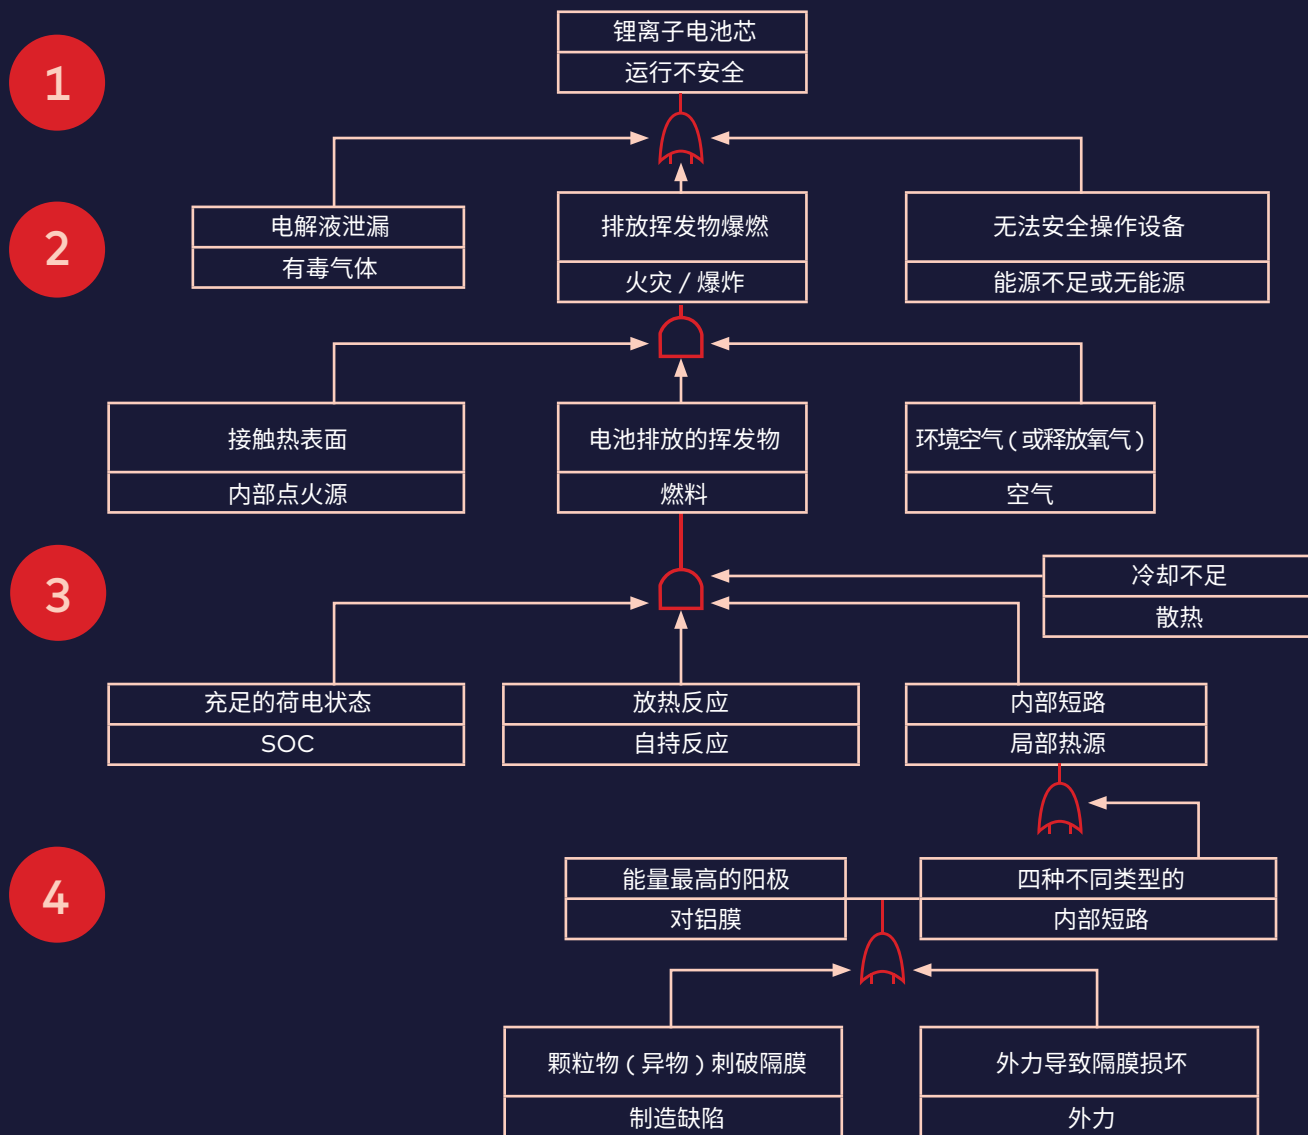 1
锂离子电池芯
运行不安全
2
电解液泄漏
有毒气体
排放挥发物爆燃
火灾 / 爆炸
无法安全操作设备
能源不足或无能源
接触热表面
内部点火源
电池排放的挥发物
燃料
环境空气 ( 或释放氧气 )
空气
3
冷却不足
散热
充足的荷电状态
SOC
放热反应
自持反应
内部短路
局部热源
4
能量最高的阳极
对铝膜
四种不同类型的
内部短路
颗粒物 ( 异物 ) 刺破隔膜
制造缺陷
外力导致隔膜损坏
外力